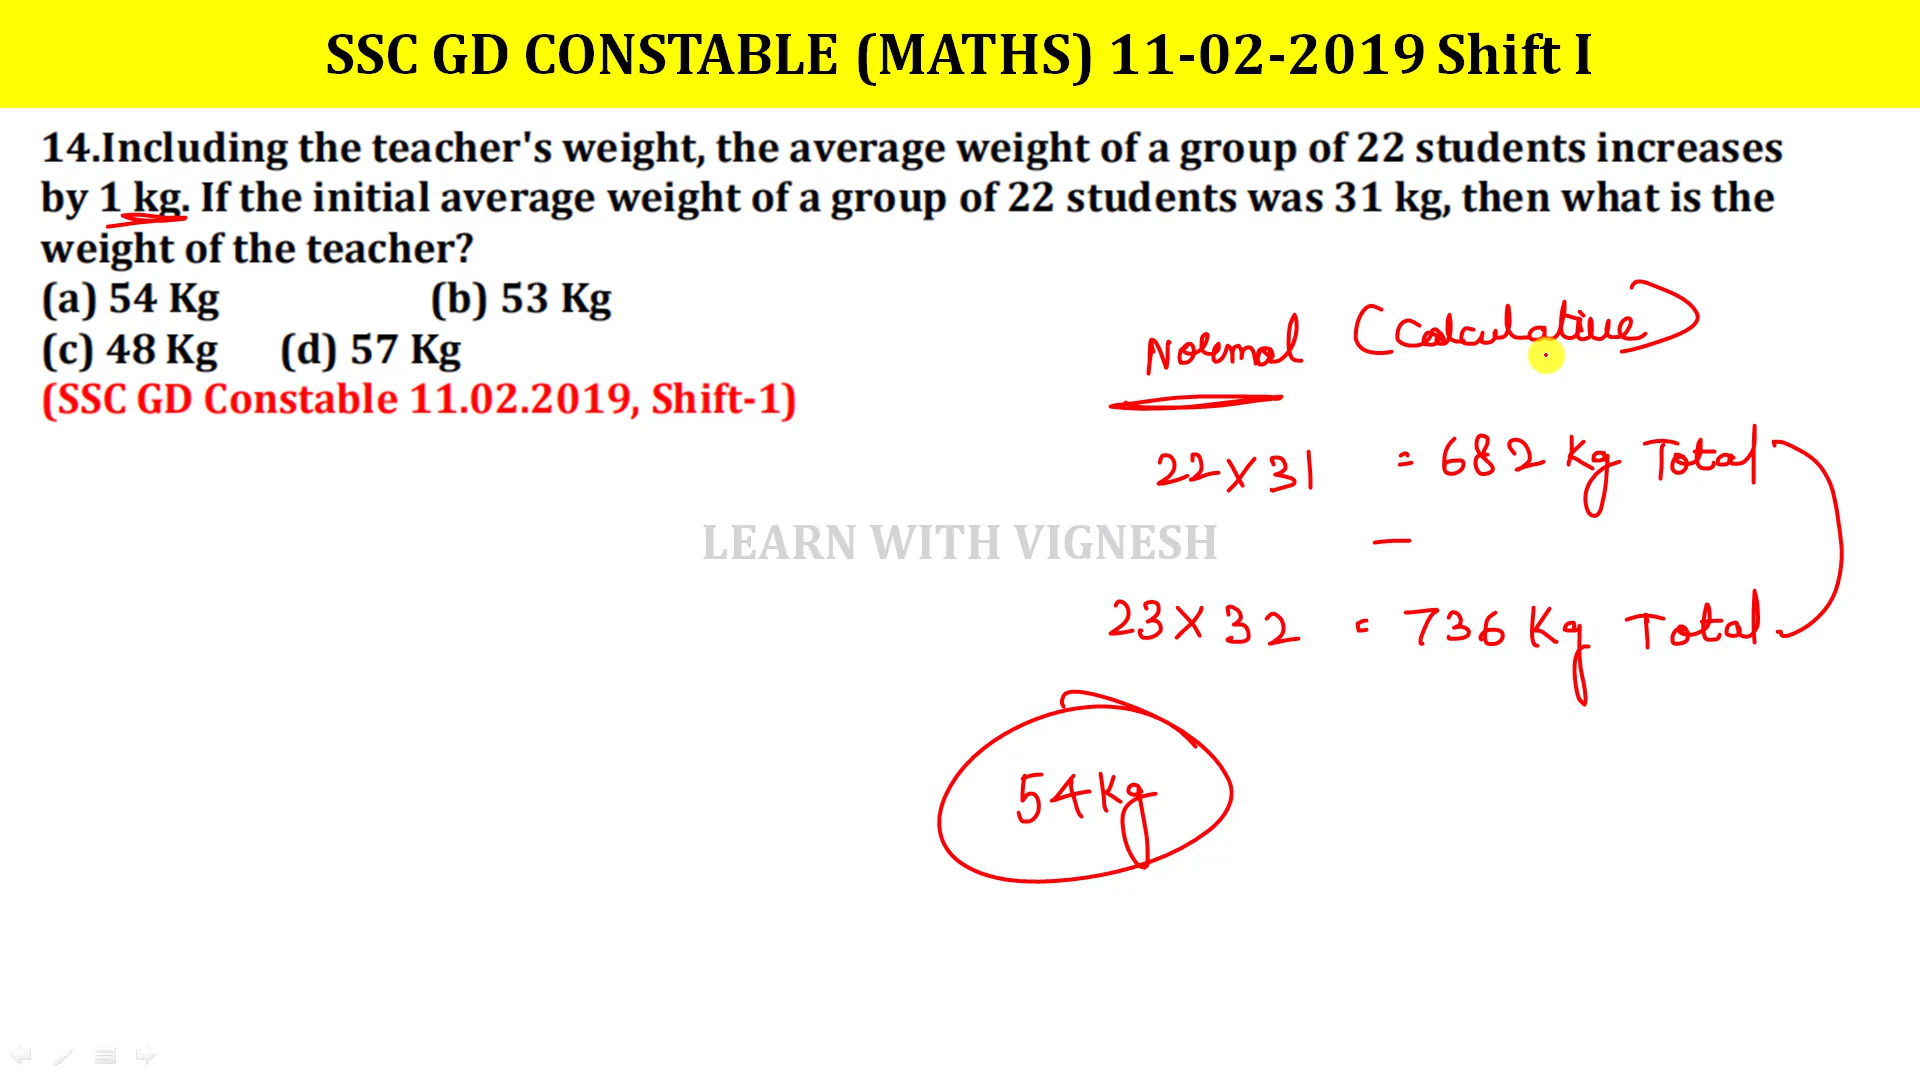 SSC GD CONSTABLE (MATHS) 11-02-2019 Shift I
14.Including the teacher's weight, the average weight of a group of 22 students increases
by 1 kg. If the initial average weight of a group of 22 students was 31 kg, then what is the
weight of the teacher?
(a) 54 Kg (b) 53 Kg
(c) 48 Kg (d) 57 Kg
(SSC GD Constable 11.02.2019, Shift-1)
Normal (Calculative)
22 x 31 = 682 Kg Total
LEARN WITH VIGNESH
−
23 x 32 = 736 Kg Total
54 Kg